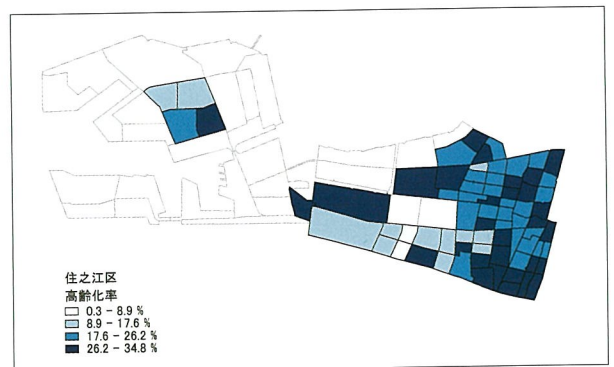 住之江区
高齢化率
0.3 - 8.9 %
8.9 - 17.6 %
17.6 - 26.2 %
26.2 - 34.8 %